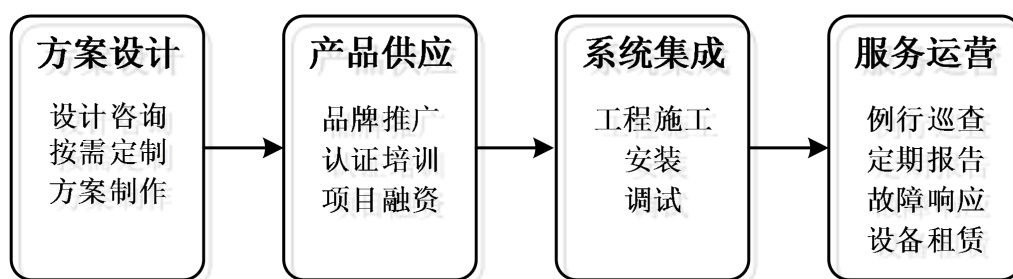 方案设计
设计咨询
按需定制
方案制作
产品供应
品牌推广
认证培训
项目融资
系统集成
工程施工
安装
调试
服务运营
例行巡查
定期报告
故障响应
设备租赁